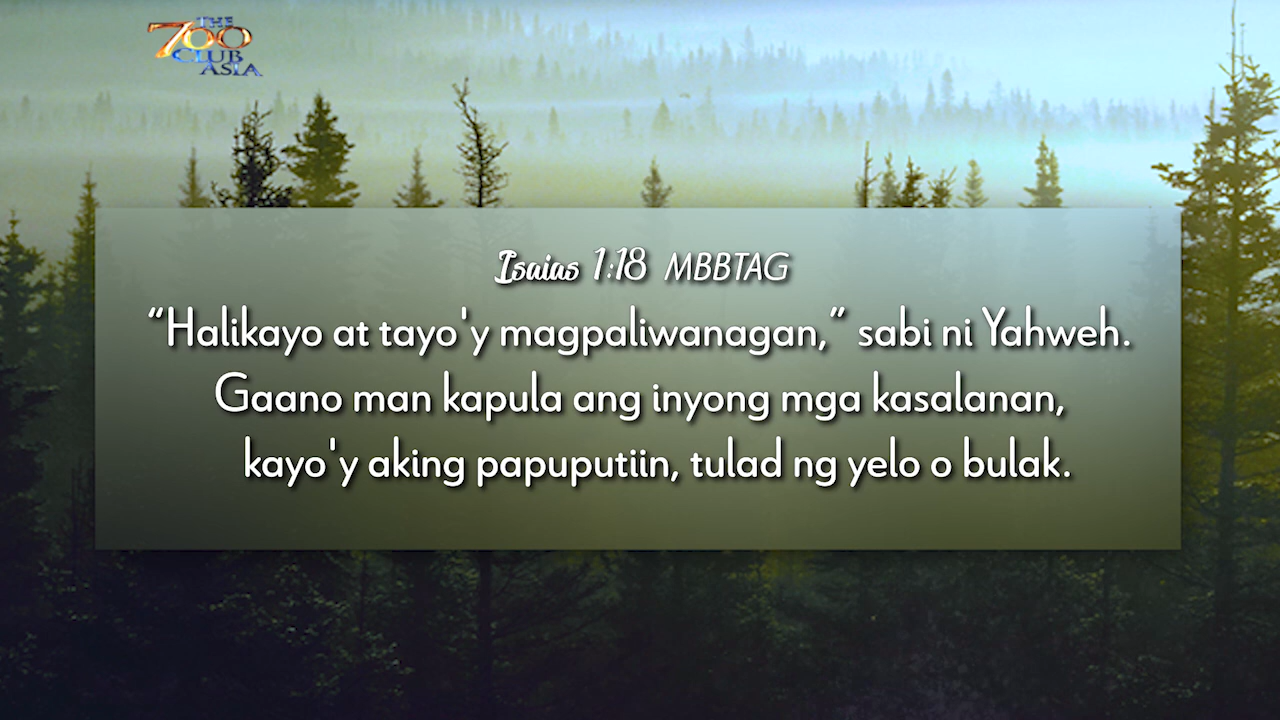 THE
700
CLUB
ASIA
Isaias 1:18 MBBTAG
“Halikayo at tayo'y magpaliwanagan,” sabi ni Yahweh.
Gaano man kapula ang inyong mga kasalanan,
kayo'y aking papuputiin, tulad ng yelo o bulak.